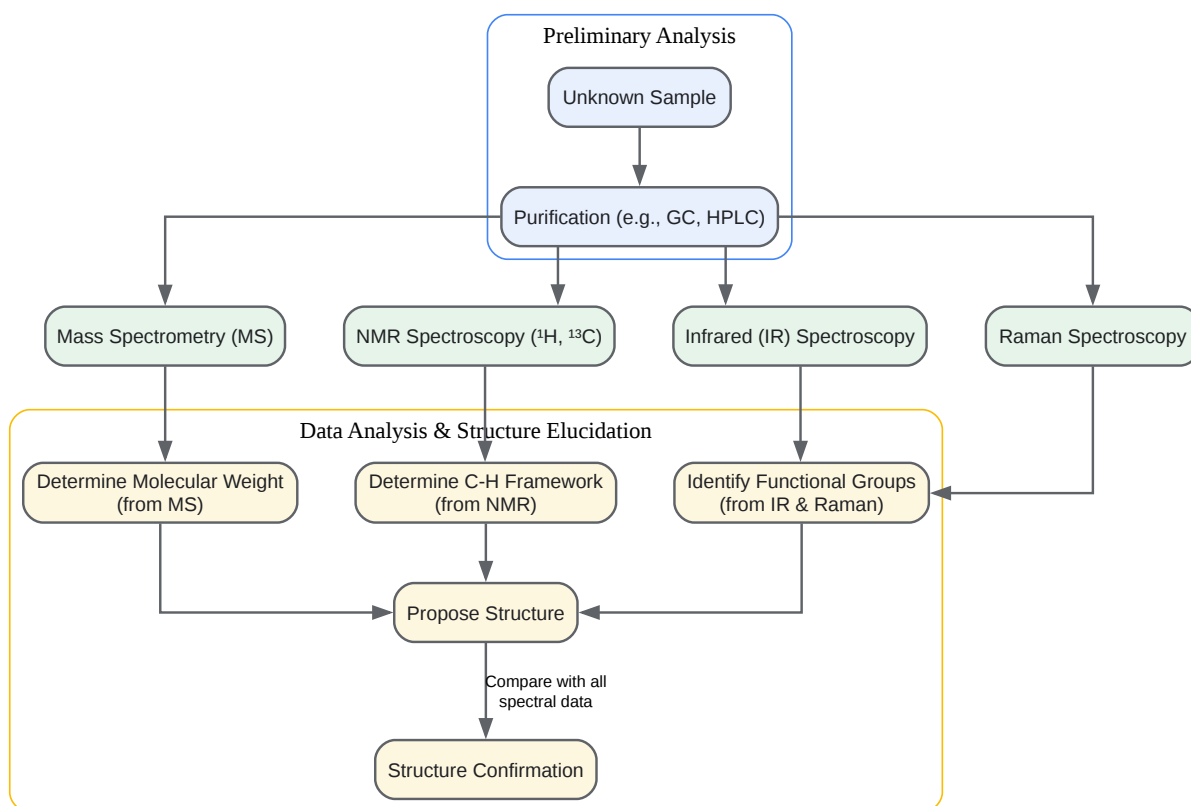 Preliminary Analysis
Unknown Sample
Purification (e.g., GC, HPLC)
Mass Spectrometry (MS)
NMR Spectroscopy (¹H, ¹³C)
Infrared (IR) Spectroscopy
Raman Spectroscopy
Data Analysis & Structure Elucidation
Determine Molecular Weight
(from MS)
Determine C-H Framework
(from NMR)
Identify Functional Groups
(from IR & Raman)
Propose Structure
Compare with all
spectral data
Structure Confirmation